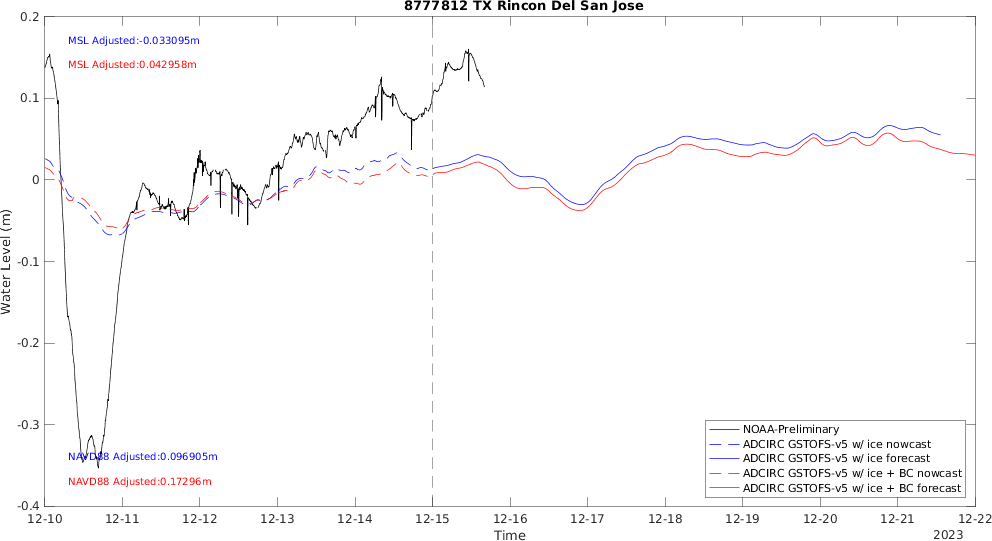 8777812 TX Rincon Del San Jose
MSL Adjusted:-0.033095m
MSL Adjusted:0.042958m
NAVD88 Adjusted:0.096905m
NAVD88 Adjusted:0.17296m
Water Level (m)
0.2
0.1
0
-0.1
-0.2
-0.3
-0.4
NOAA-Preliminary
ADCIRC GSTOFS-v5 w/ ice nowcast
ADCIRC GSTOFS-v5 w/ ice forecast
ADCIRC GSTOFS-v5 w/ ice + BC nowcast
ADCIRC GSTOFS-v5 w/ ice + BC forecast
12-10 12-11 12-12 12-13 12-14 12-15 12-16 12-17 12-18 12-19 12-20 12-21 12-22
Time
2023